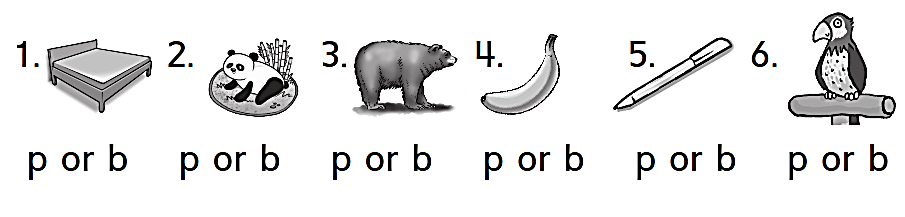 1. 2. 3. 4. 5. 6.
p or b p or b p or b p or b p or b p or b